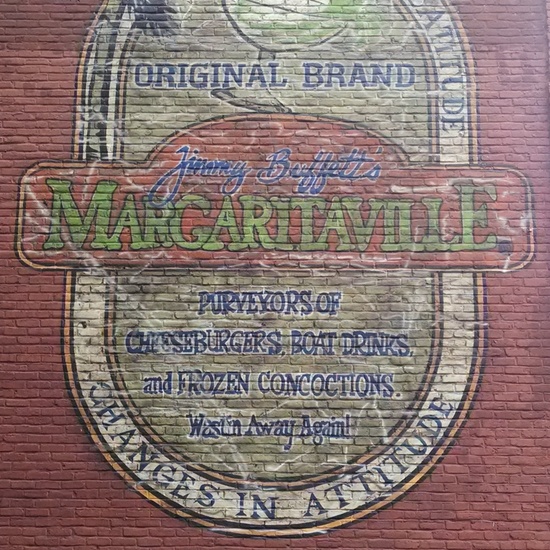 ATITUDE
ORIGINAL BRAND
Jimmy Buffett's
MARGARITAVILLE
PURVEYORS OF
CHEESEBURGERS, BOAT DRINKS,
and FROZEN CONCOCTIONS.
Wastin Away Again!
CHANGES IN ATTITUDE